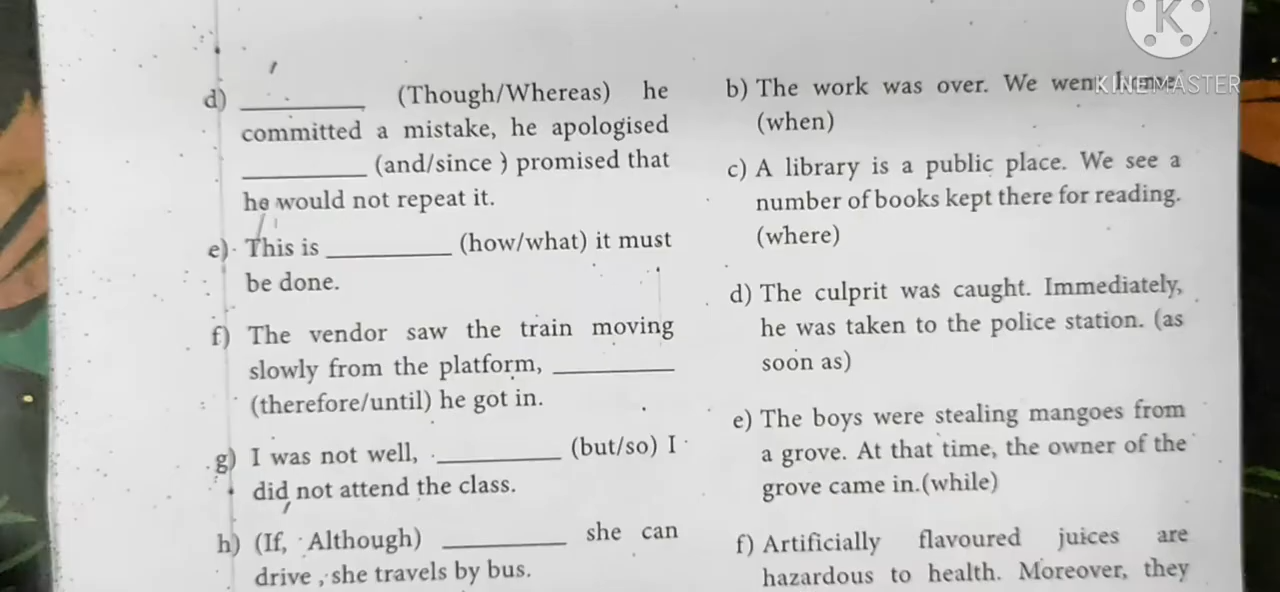 d) ________ (Though/Whereas) he
committed a mistake, he apologised
________ (and/since ) promised that
he would not repeat it.
e) This is ________ (how/what) it must
be done.
f) The vendor saw the train moving
slowly from the platform, ________
(therefore/until) he got in.
g) I was not well, ________ (but/so) I
did not attend the class.
h) (If, Although) ________ she can
drive , she travels by bus.
b) The work was over. We went
(when)
c) A library is a public place. We see a
number of books kept there for reading.
(where)
d) The culprit was caught. Immediately,
he was taken to the police station. (as
soon as)
e) The boys were stealing mangoes from
a grove. At that time, the owner of the
grove came in.(while)
f) Artificially flavoured juices are
hazardous to health. Moreover, they
K
KINEMASTER